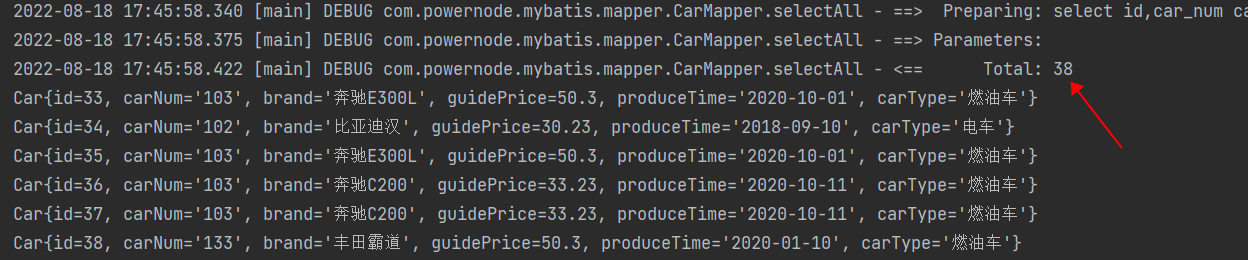 2022-08-18 17:45:58.340 [main] DEBUG com.powernode.mybatis.mapper.CarMapper.selectAll - ==>  Preparing: select id,car_num ca
2022-08-18 17:45:58.375 [main] DEBUG com.powernode.mybatis.mapper.CarMapper.selectAll - ==> Parameters:
2022-08-18 17:45:58.422 [main] DEBUG com.powernode.mybatis.mapper.CarMapper.selectAll - <==      Total: 38
Car{id=33, carNum='103', brand='奔驰E300L', guidePrice=50.3, produceTime='2020-10-01', carType='燃油车'}
Car{id=34, carNum='102', brand='比亚迪汉', guidePrice=30.23, produceTime='2018-09-10', carType='电车'}
Car{id=35, carNum='103', brand='奔驰E300L', guidePrice=50.3, produceTime='2020-10-01', carType='燃油车'}
Car{id=36, carNum='103', brand='奔驰C200', guidePrice=33.23, produceTime='2020-10-11', carType='燃油车'}
Car{id=37, carNum='103', brand='奔驰C200', guidePrice=33.23, produceTime='2020-10-11', carType='燃油车'}
Car{id=38, carNum='133', brand='丰田霸道', guidePrice=50.3, produceTime='2020-01-10', carType='燃油车'}